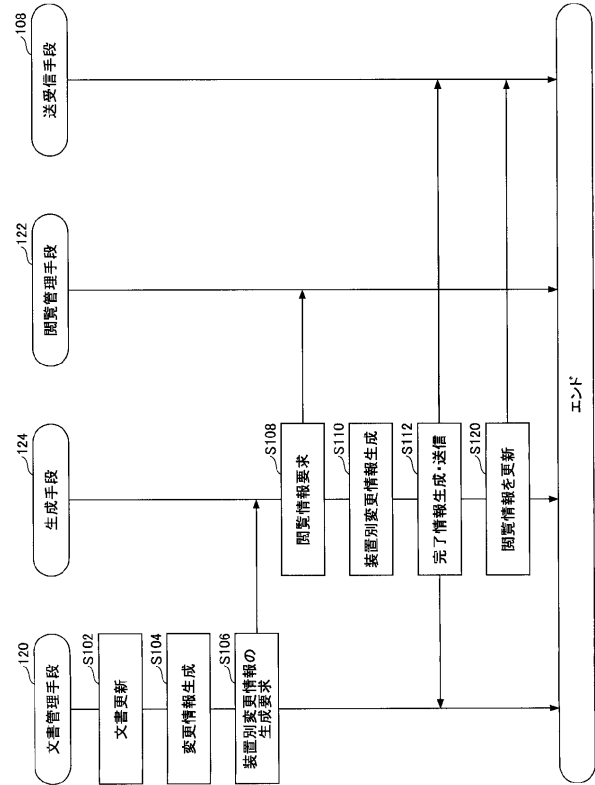 120
文書管理手段
S102
文書更新
S104
変更情報生成
S106
装置別変更情報の
生成要求
124
生成手段
S108
閲覧情報要求
S110
装置別変更情報生成
S112
完了情報生成・送信
S120
閲覧情報を更新
122
閲覧管理手段
108
送受信手段
エンド